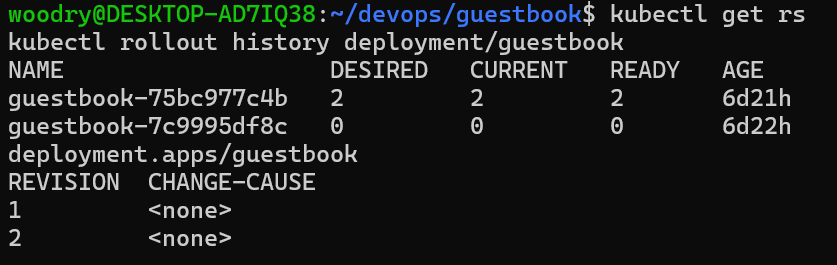 woodry@DESKTOP-AD7IQ38:~/devops/guestbook$ kubectl get rs
kubectl rollout history deployment/guestbook
NAME                   DESIRED   CURRENT   READY   AGE
guestbook-75bc977c4b   2         2         2       6d21h
guestbook-7c9995df8c   0         0         0       6d22h
deployment.apps/guestbook
REVISION  CHANGE-CAUSE
1         <none>
2         <none>